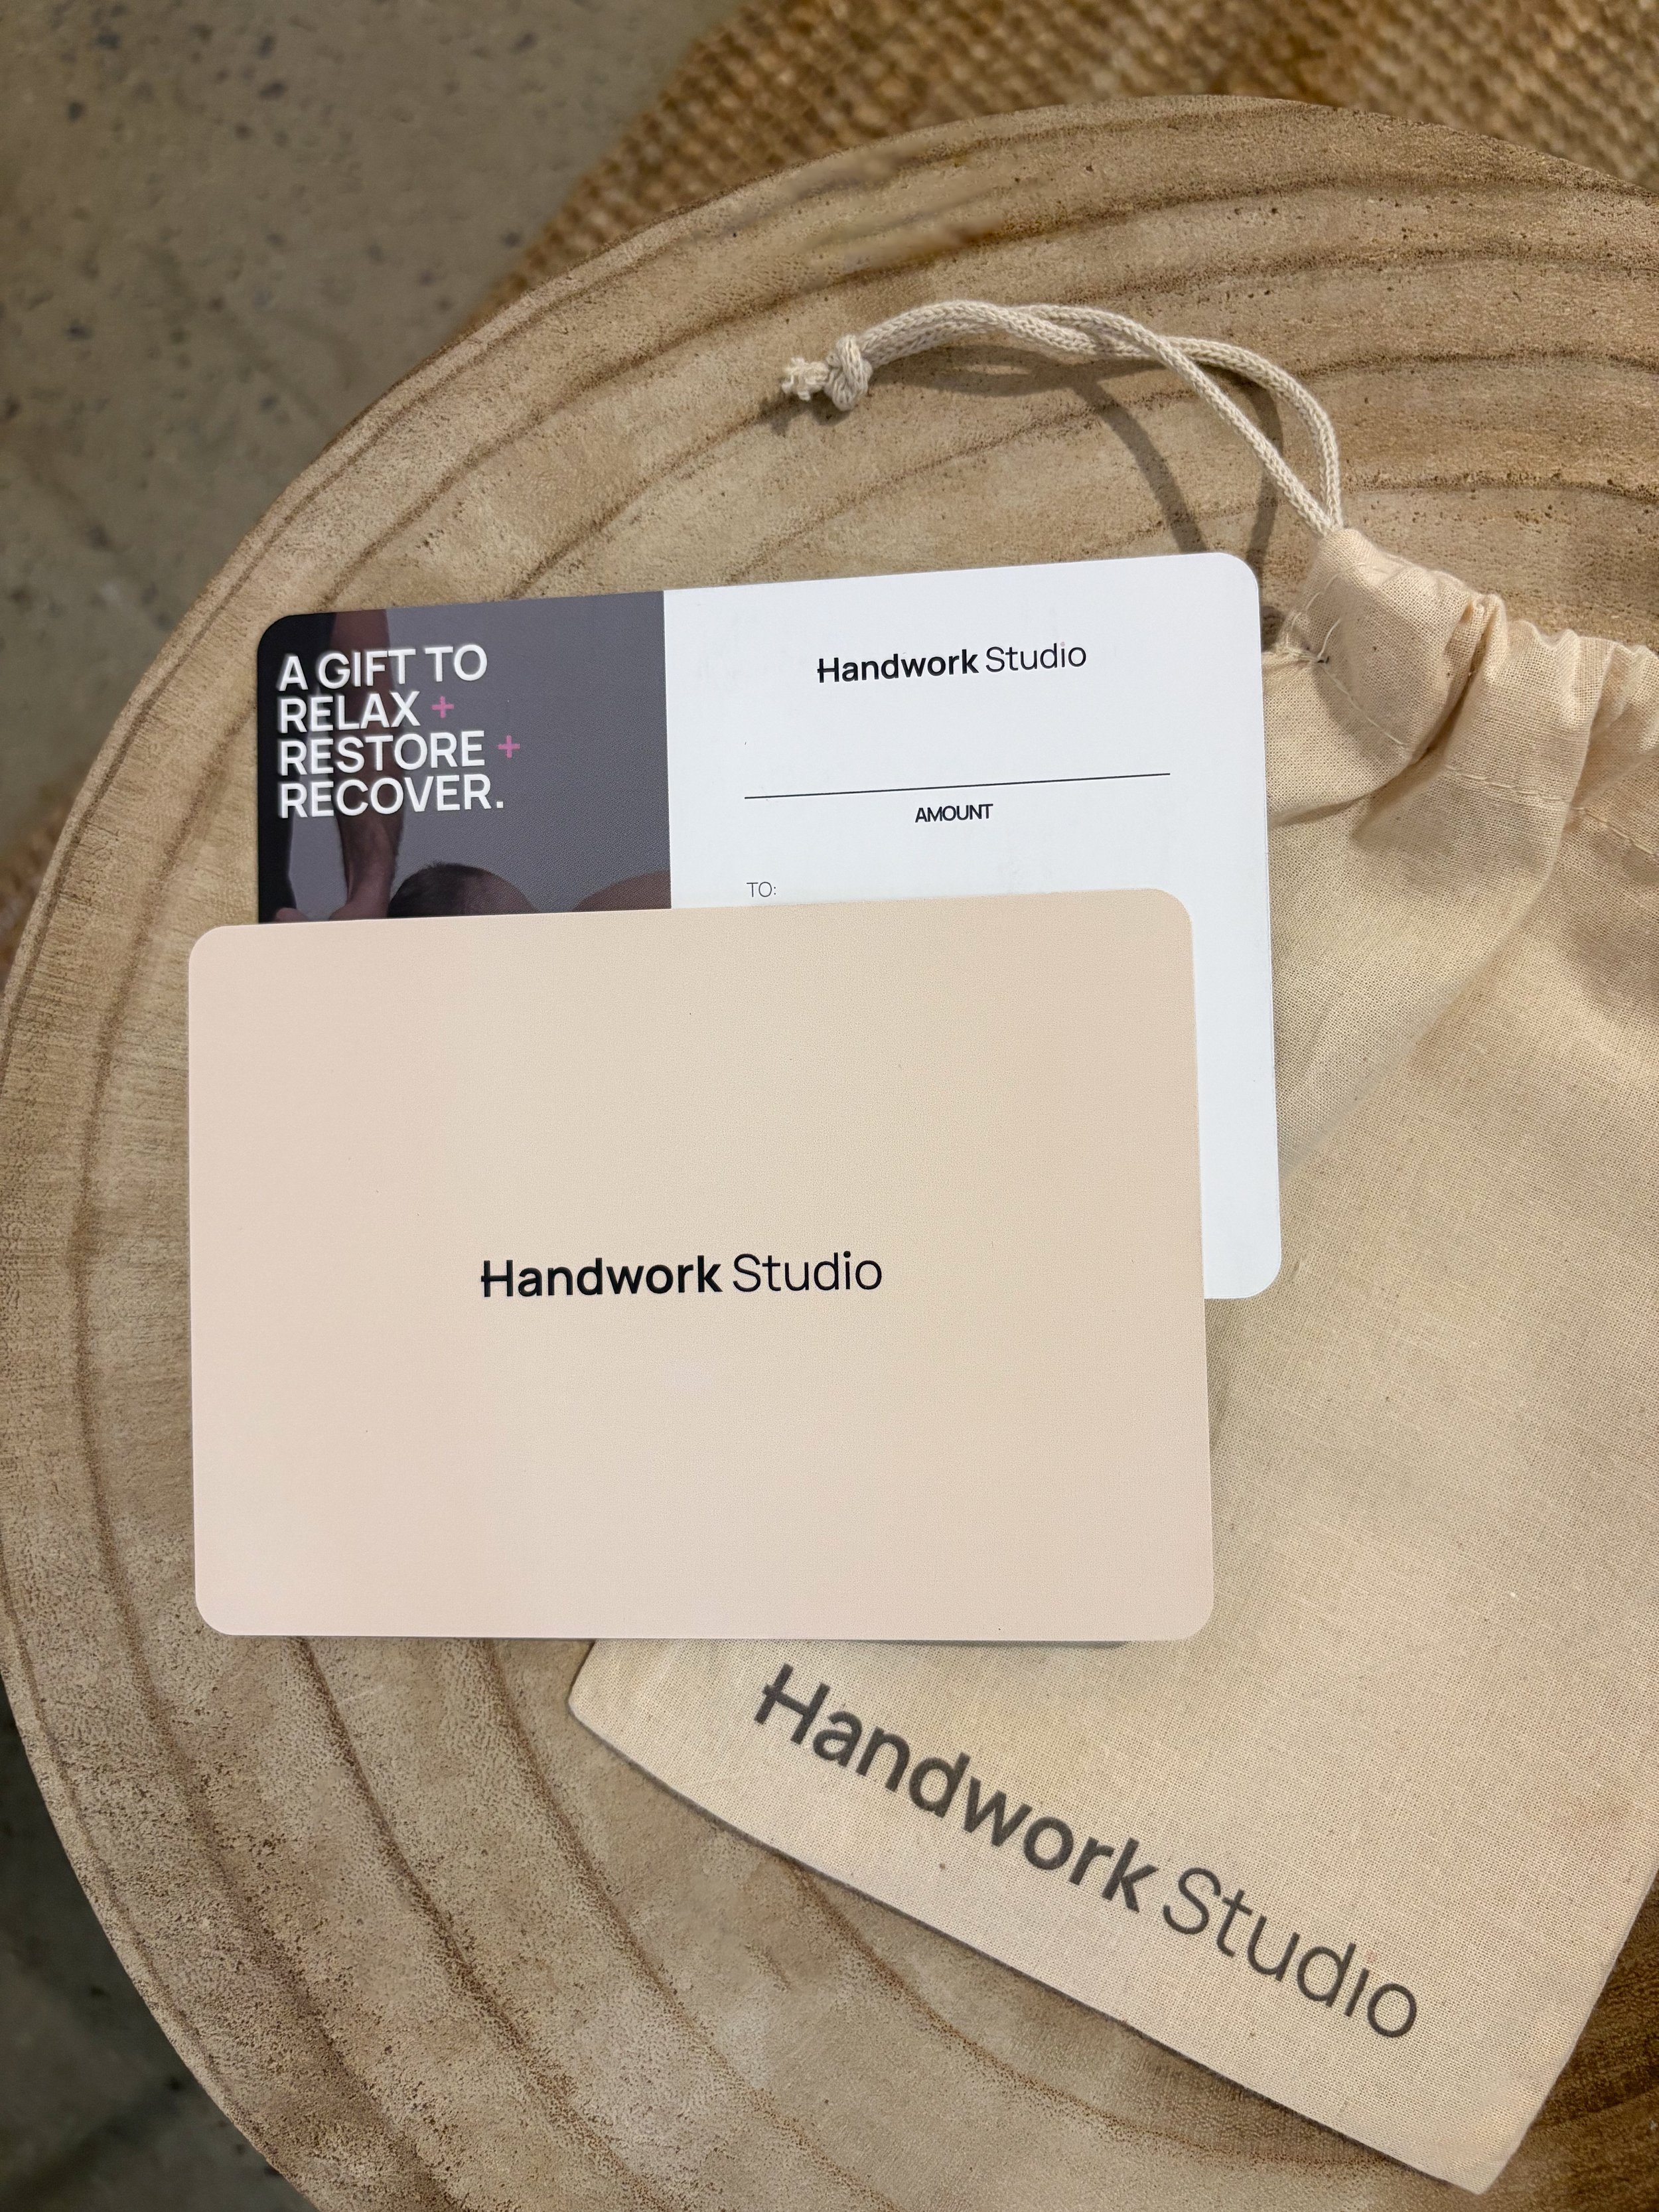 A GIFT TO
RELAX +
RESTORE +
RECOVER.
Handwork Studio
AMOUNT
TO:
Handwork Studio
Handwork Studio